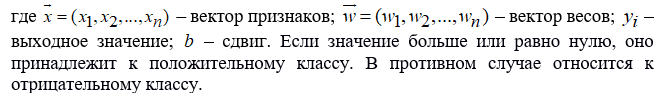 где x⃗ = (x₁, x₂,..., xₙ) – вектор признаков; w⃗ = (w₁, w₂,..., wₙ) – вектор весов; yᵢ –
выходное значение; b – сдвиг. Если значение больше или равно нулю, оно
принадлежит к положительному классу. В противном случае относится к
отрицательному классу.